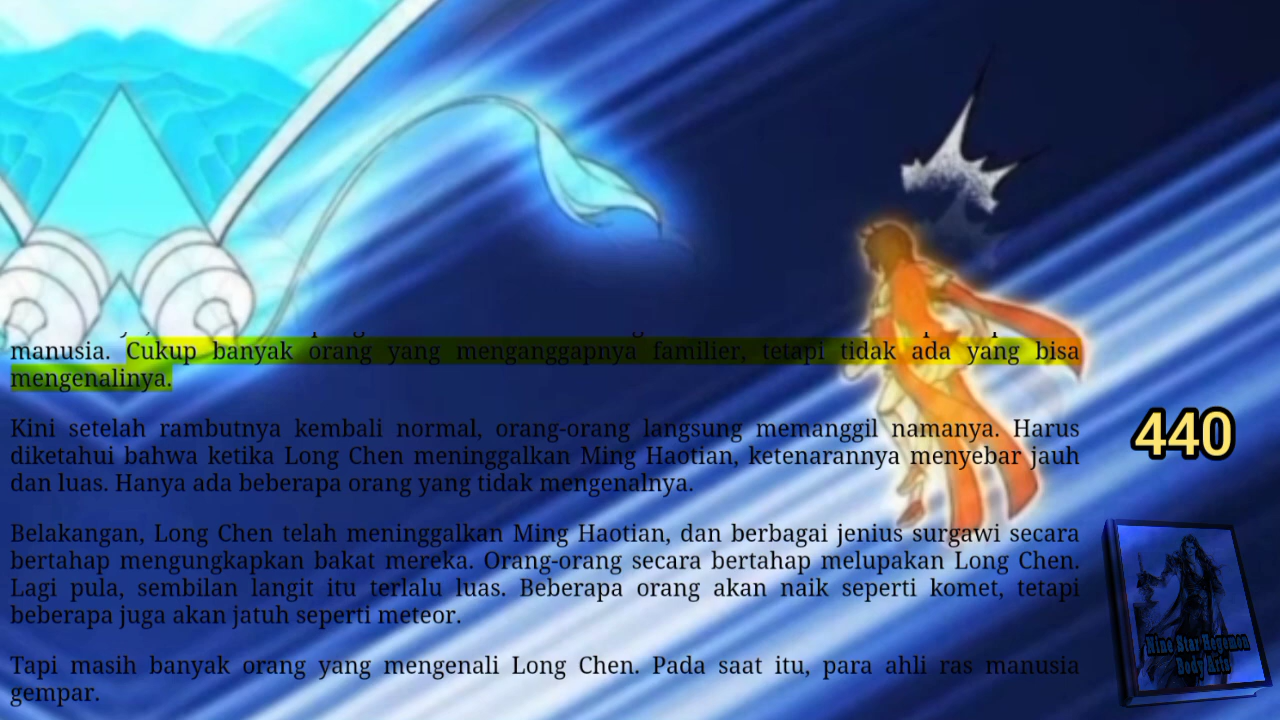 manusia. Cukup banyak orang yang menganggapnya familier, tetapi tidak ada yang bisa
mengenalinya.
Kini setelah rambutnya kembali normal, orang-orang langsung memanggil namanya. Harus
diketahui bahwa ketika Long Chen meninggalkan Ming Haotian, ketenarannya menyebar jauh
dan luas. Hanya ada beberapa orang yang tidak mengenalnya.
Belakangan, Long Chen telah meninggalkan Ming Haotian, dan berbagai jenius surgawi secara
bertahap mengungkapkan bakat mereka. Orang-orang secara bertahap melupakan Long Chen.
Lagi pula, sembilan langit itu terlalu luas. Beberapa orang akan naik seperti komet, tetapi
beberapa juga akan jatuh seperti meteor.
Tapi masih banyak orang yang mengenali Long Chen. Pada saat itu, para ahli ras manusia
gempar.
440
Nine Star Hegemon
Body Arts